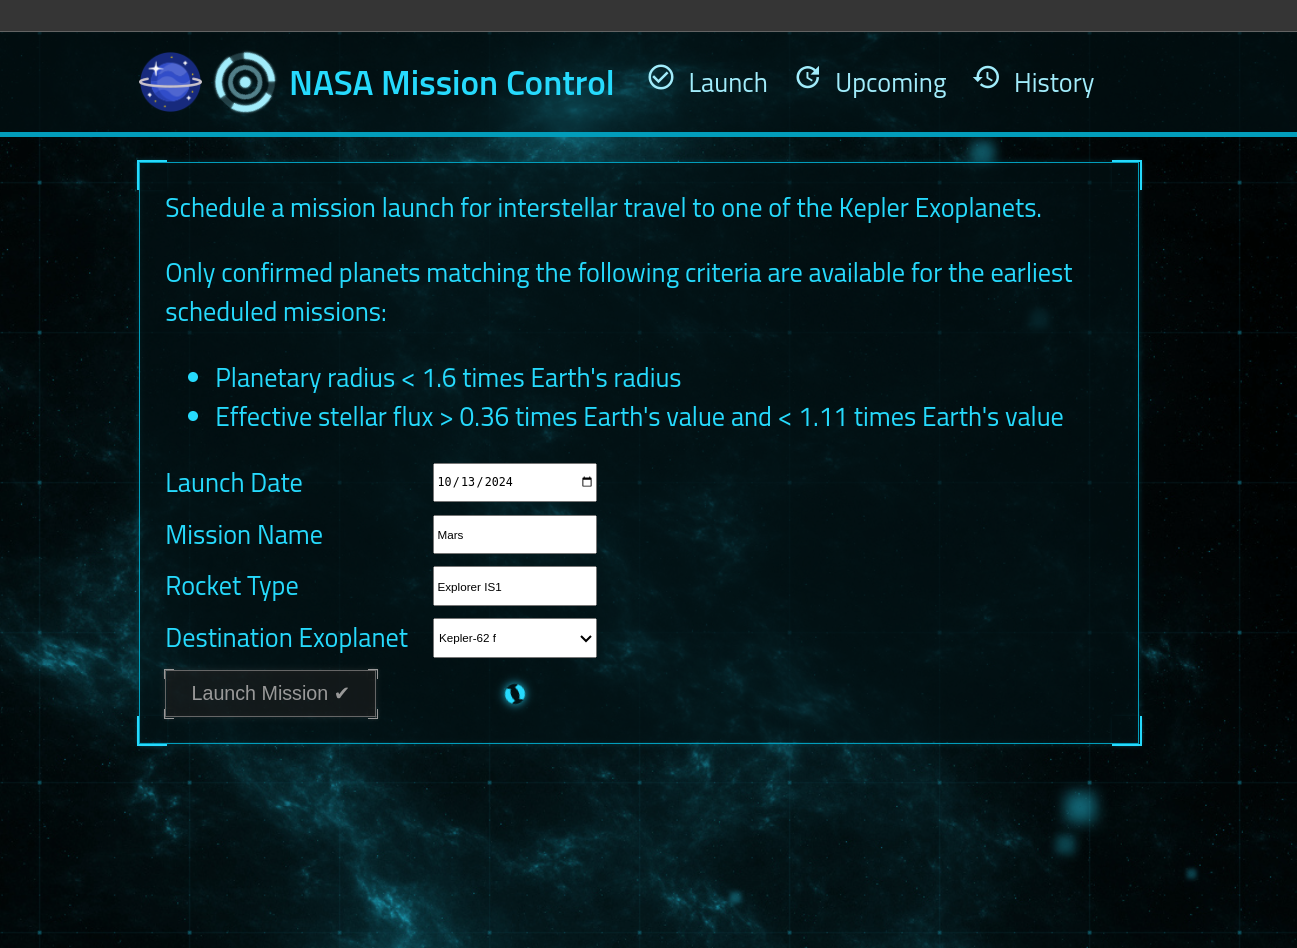 NASA Mission Control
Launch
Upcoming
History
Schedule a mission launch for interstellar travel to one of the Kepler Exoplanets.
Only confirmed planets matching the following criteria are available for the earliest
scheduled missions:
Planetary radius < 1.6 times Earth's radius
Effective stellar flux > 0.36 times Earth's value and < 1.11 times Earth's value
Launch Date
10/13/2024
Mission Name
Mars
Rocket Type
Explorer IS1
Destination Exoplanet
Kepler-62 f
Launch Mission ✔